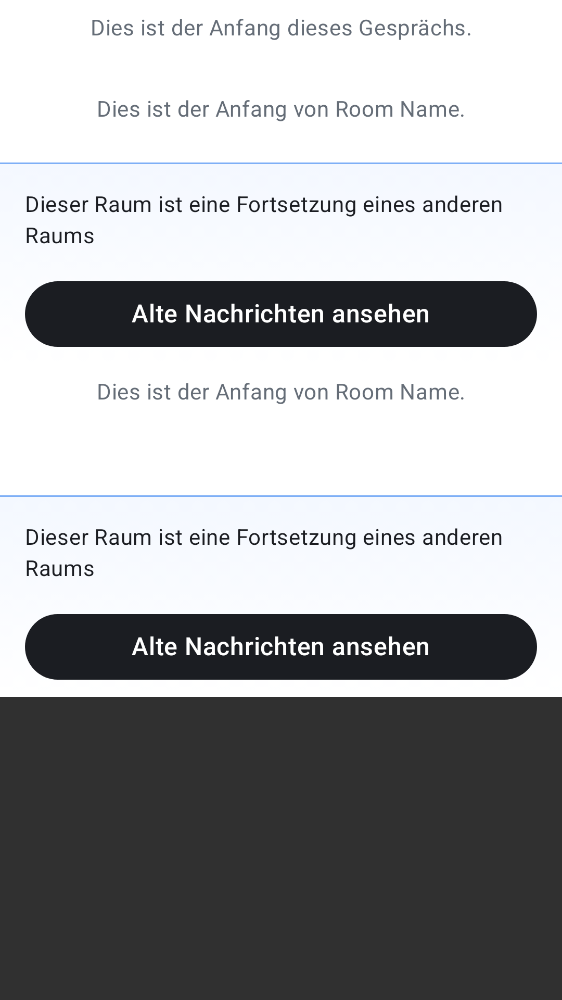 Dies ist der Anfang dieses Gesprächs.
Dies ist der Anfang von Room Name.
Dieser Raum ist eine Fortsetzung eines anderen
Raums
Alte Nachrichten ansehen
Dies ist der Anfang von Room Name.
Dieser Raum ist eine Fortsetzung eines anderen
Raums
Alte Nachrichten ansehen